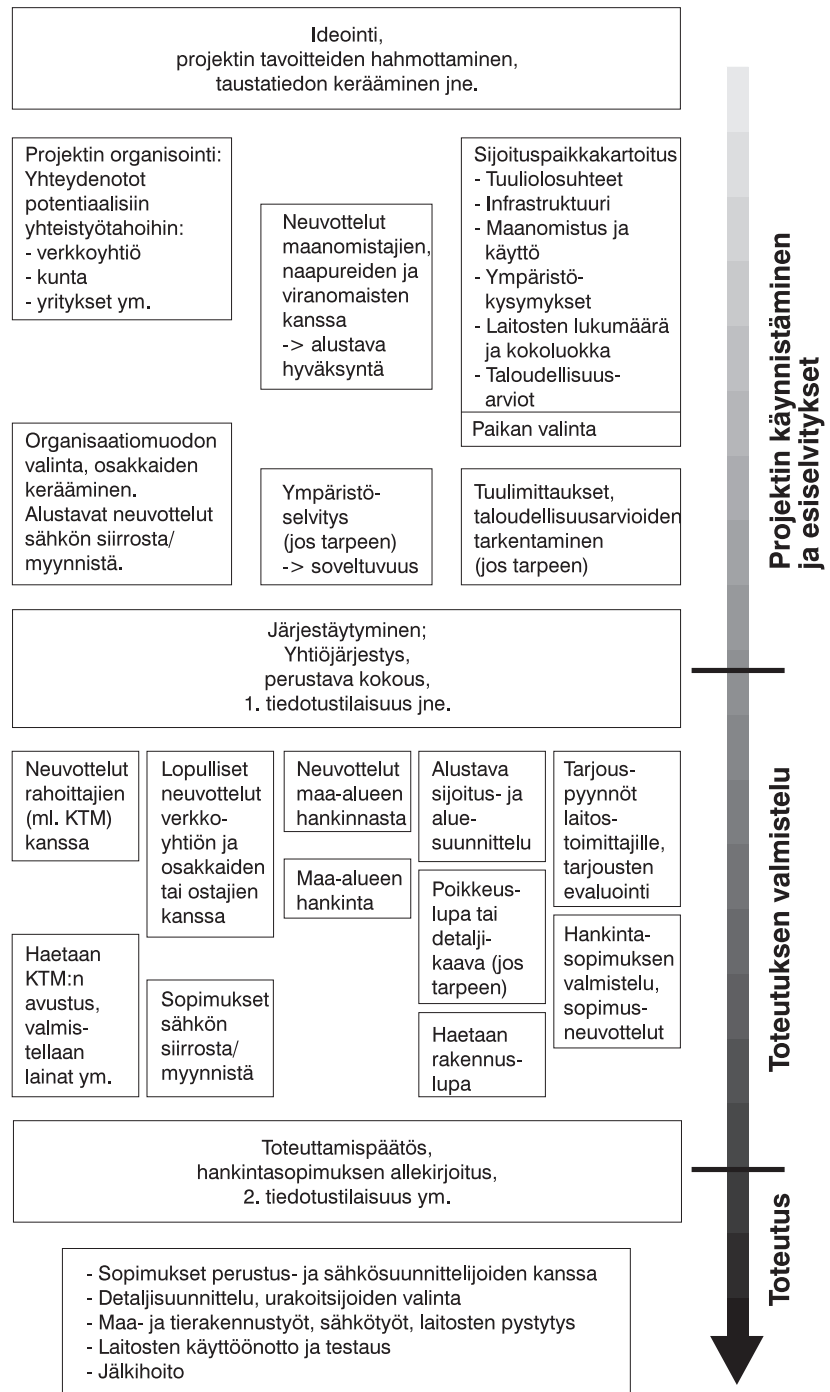 Ideointi,
projektin tavoitteiden hahmottaminen,
taustatiedon kerääminen jne.
Projektin organisointi:
Yhteydenotot
potentiaalisiin
yhteistyötahoihin:
- verkkoyhtiö
- kunta
- yritykset ym.
Neuvottelut
maanomistajien,
naapureiden ja
viranomaisten
kanssa
-> alustava
hyväksyntä
Sijoituspaikkakartoitus
- Tuuliolosuhteet
- Infrastruktuuri
- Maanomistus ja
käyttö
- Ympäristö-
kysymykset
- Laitosten lukumäärä
ja kokoluokka
- Taloudellisuus-
arviot
Paikan valinta
Organisaatiomuodon
valinta, osakkaiden
kerääminen.
Alustavat neuvottelut
sähkön siirrosta/
myynnistä.
Ympäristö-
selvitys
(jos tarpeen)
-> soveltuvuus
Tuulimittaukset,
taloudellisuusarvioiden
tarkentaminen
(jos tarpeen)
Projektin käynnistäminen
ja esiselvitykset
Järjestäytyminen;
Yhtiöjärjestys,
perustava kokous,
1. tiedotustilaisuus jne.
Neuvottelut
rahoittajien
(ml. KTM)
kanssa
Haetaan
KTM:n
avustus,
valmis-
tellaan
lainat ym.
Lopulliset
neuvottelut
verkko-
yhtiön ja
osakkaiden
tai ostajien
kanssa
Sopimukset
sähkön
siirrosta/
myynnistä
Neuvottelut
maa-alueen
hankinnasta
Maa-alueen
hankinta
Alustava
sijoitus- ja
alue-
suunnittelu
Poikkeus-
lupa tai
detalji-
kaava (jos
tarpeen)
Haetaan
rakennus-
lupa
Tarjous-
pyynnöt
laitos-
toimittajille,
tarjousten
evaluointi
Hankinta-
sopimuksen
valmistelu,
sopimus-
neuvottelut
Toteutuksen valmistelu
Toteuttamispäätös,
hankintasopimuksen allekirjoitus,
2. tiedotustilaisuus ym.
- Sopimukset perustus- ja sähkösuunnittelijoiden kanssa
- Detaljisuunnittelu, urakoitsijoiden valinta
- Maa- ja tierakennustyöt, sähkötyöt, laitosten pystytys
- Laitosten käyttöönotto ja testaus
- Jälkihoito
Toteutus